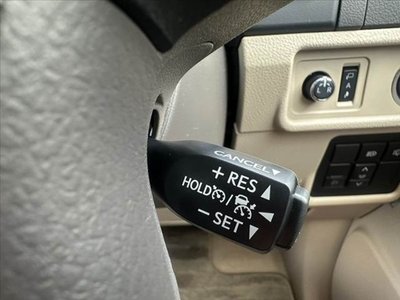 CANCEL▼
+ RES ▲
HOLD /
− SET ▼
L R
P
A